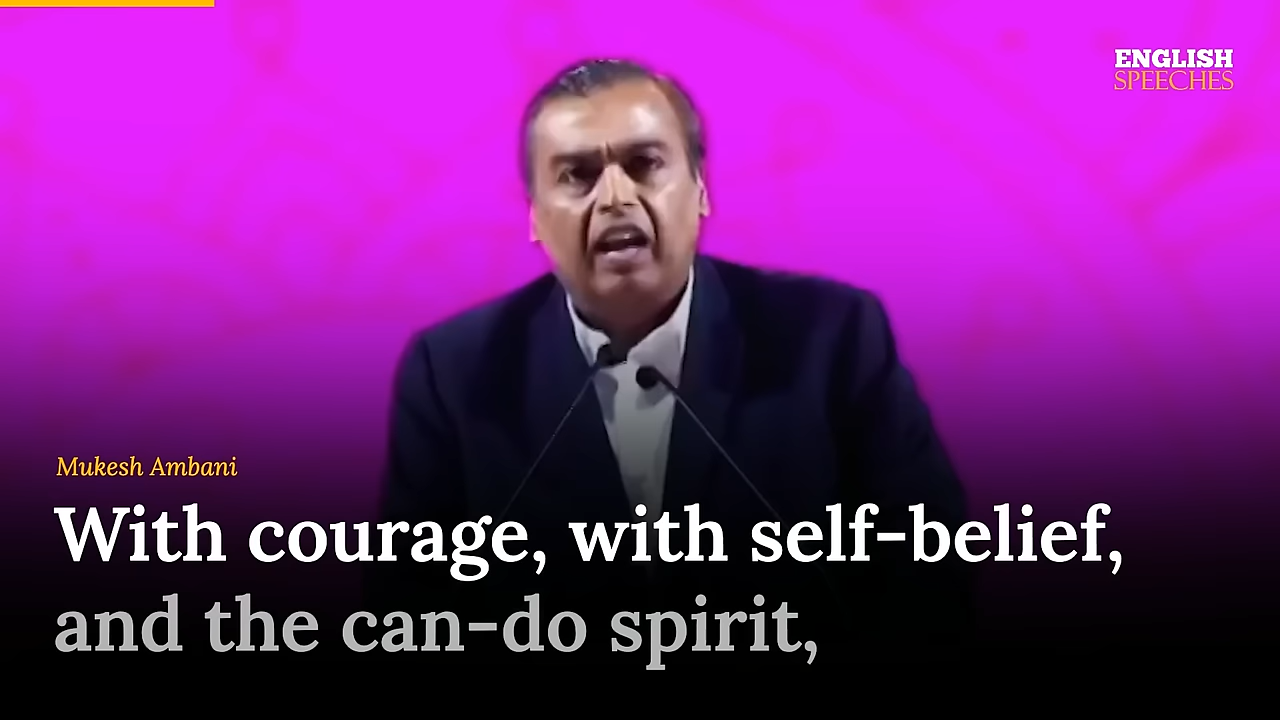 ENGLISH
SPEECHES
Mukesh Ambani
With courage, with self-belief,
and the can-do spirit,